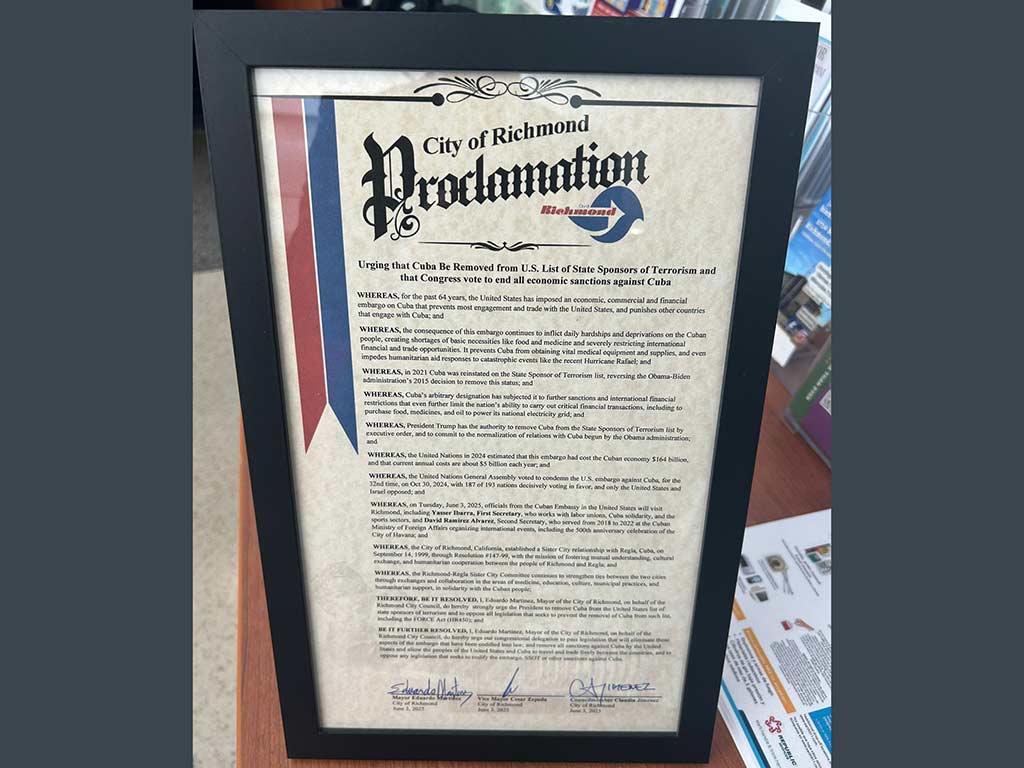 City of Richmond
Proclamation
Richmond
Urging that Cuba Be Removed from U.S. List of State Sponsors of Terrorism and
that Congress vote to end all economic sanctions against Cuba
WHEREAS, for the past 64 years, the United States has imposed an economic, commercial and financial
embargo on Cuba that prevents most engagement and trade with the United States, and punishes other countries
that engage with Cuba; and
WHEREAS, the consequence of this embargo continues to inflict daily hardships and deprivations on the Cuban
people, creating shortages of basic necessities like food and medicine and severely restricting international
financial and trade opportunities. It prevents Cuba from obtaining vital medical equipment and supplies, and even
impedes humanitarian aid responses to catastrophic events like the recent Hurricane Rafael; and
WHEREAS, in 2021 Cuba was reinstated on the State Sponsor of Terrorism list, reversing the Obama-Biden
administration's 2015 decision to remove this status; and
WHEREAS, Cuba's arbitrary designation has subjected it to further sanctions and international financial
restrictions that even further limit the nation's ability to carry out critical financial transactions, including to
purchase food, medicines, and oil to power its national electricity grid; and
WHEREAS, President Trump has the authority to remove Cuba from the State Sponsors of Terrorism list by
executive order, and to commit to the normalization of relations with Cuba begun by the Obama administration;
and
WHEREAS, the United Nations in 2024 estimated that this embargo had cost the Cuban economy $164 billion,
and that current annual costs are about $5 billion each year; and
WHEREAS, the United Nations General Assembly voted to condemn the U.S. embargo against Cuba, for the
32nd time, on Oct 30, 2024, with 187 of 193 nations decisively voting in favor, and only the United States and
Israel opposed; and
WHEREAS, on Tuesday, June 3, 2025, officials from the Cuban Embassy in the United States will visit
Richmond, including Yasser Ibarra, First Secretary, who works with labor unions, Cuba solidarity, and the
sports sectors, and David Ramirez Alvarez, Second Secretary, who served from 2018 to 2022 at the Cuban
Ministry of Foreign Affairs organizing international events, including the 500th anniversary celebration of the
City of Havana; and
WHEREAS, the City of Richmond, California, established a Sister City relationship with Regla, Cuba, on
September 14, 1999, through Resolution #147-99, with the mission of fostering mutual understanding, cultural
exchange, and humanitarian cooperation between the people of Richmond and Regla; and
WHEREAS, the Richmond-Regla Sister City Committee continues to strengthen ties between the two cities
through exchanges and collaboration in the areas of medicine, education, culture, municipal practices, and
humanitarian support, in solidarity with the Cuban people;
THEREFORE, BE IT RESOLVED, I, Eduardo Martinez, Mayor of the City of Richmond, on behalf of the
Richmond City Council, do hereby strongly urge the President to remove Cuba from the United States list of
state sponsors of terrorism and to oppose all legislation that seeks to prevent the removal of Cuba from such list,
including the FORCE Act (HR450); and
BE IT FURTHER RESOLVED, I, Eduardo Martinez, Mayor of the City of Richmond, on behalf of the
Richmond City Council, do hereby urge our congressional delegation to pass legislation that will eliminate those
aspects of the embargo that have been codified into law; and remove all sanctions against Cuba by the United
States and allow the peoples of the United States and Cuba to travel and trade freely between the countries, and to
oppose any legislation that seeks to codify the embargo, SSOT or other sanctions against Cuba.
Eduardo Martinez
C JIMENEZ
Mayor Eduardo Martinez
Vice Mayor Cesar Zepeda
Councilmember Claudia Jimenez
City of Richmond
City of Richmond
City of Richmond
June 3, 2025
June 3, 2025
June 3, 2025
REPUBLIC